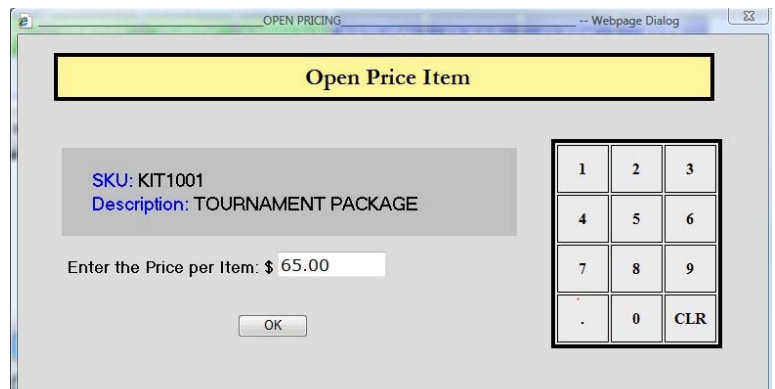 OPEN PRICING -- Webpage Dialog
Open Price Item
SKU: KIT1001
Description: TOURNAMENT PACKAGE
Enter the Price per Item: $ 65.00
OK
1 2 3
4 5 6
7 8 9
. 0 CLR